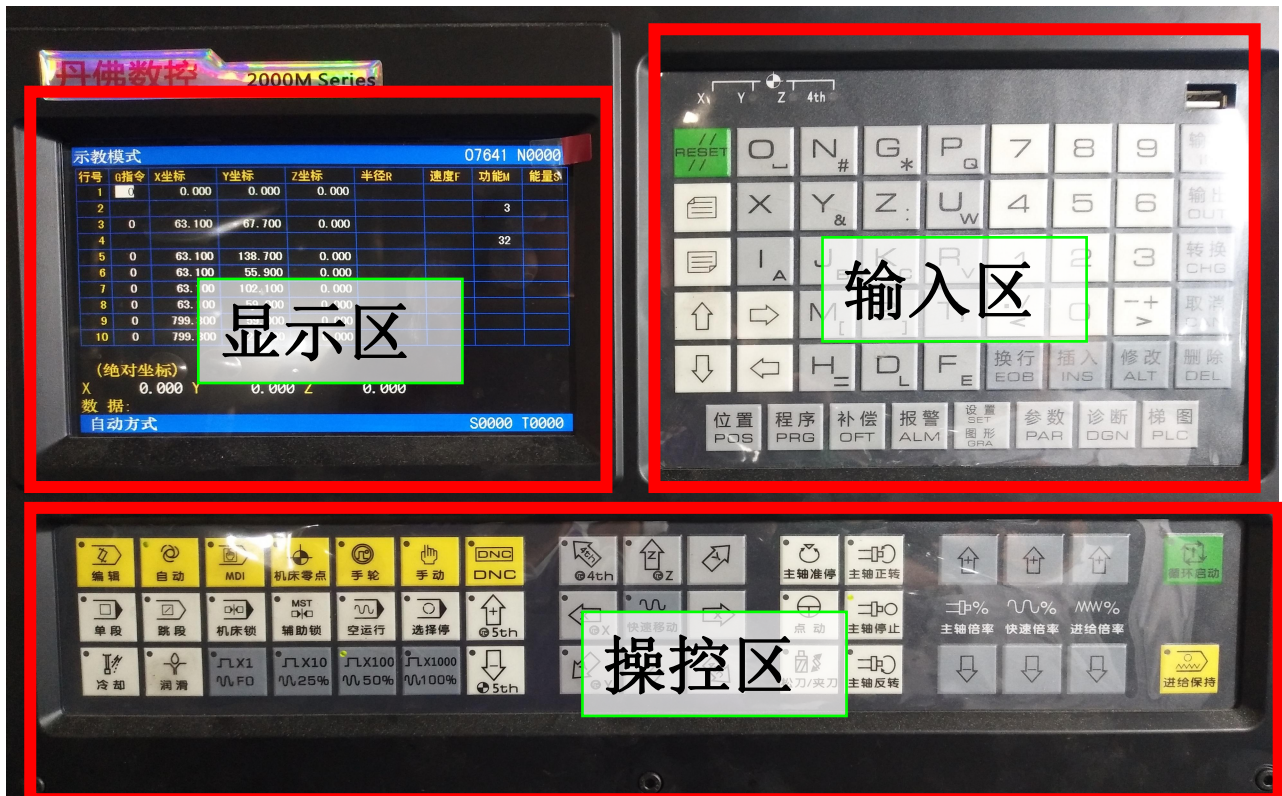 丹佛数控 2000M Series
示教模式 O7641 N0000
行号 G指令 X坐标 Y坐标 Z坐标 半径R 速度F 功能M 能量S
1 0 0.000 0.000 0.000
2 3
3 0 63.100 67.700 0.000
4 32
5 0 63.100 138.700 0.000
6 0 63.100 55.900 0.000
7 0 102.100 0.000
8 0
9 0
10 0
显示区
(绝对坐标)
X 0.000 Y 0.000 Z 0.000
数 据:
自动方式 S0000 T0000
X Y Z 4th
// RESET // O N # G * P Q 7 8 9
X Y & Z : U W 4 5 6 输出 OUT
I A J K R V 3 转换 CHG
M [ ] -+ > 取消
H = D L F E 换行 EOB 插入 INS 修改 ALT 删除 DEL
输入区
位置 POS 程序 PRG 补偿 OFT 报警 ALM 设置 SET 图形 GRA 参数 PAR 诊断 DGN 梯图 PLC
编辑 自动 MDI 机床零点 手轮 手动 DNC DNC 4th Z 主轴准停 主轴正转 循环启动
单段 跳段 机床锁 MST 辅助锁 空运行 选择停 + 5th X 快速移动 点动 主轴停止 % 主轴倍率 % 快速倍率 % 进给倍率
冷却 润滑 X1 F0 X10 25% X100 50% X1000 100% - 5th Y 松刀/夹刀 主轴反转 进给保持
操控区